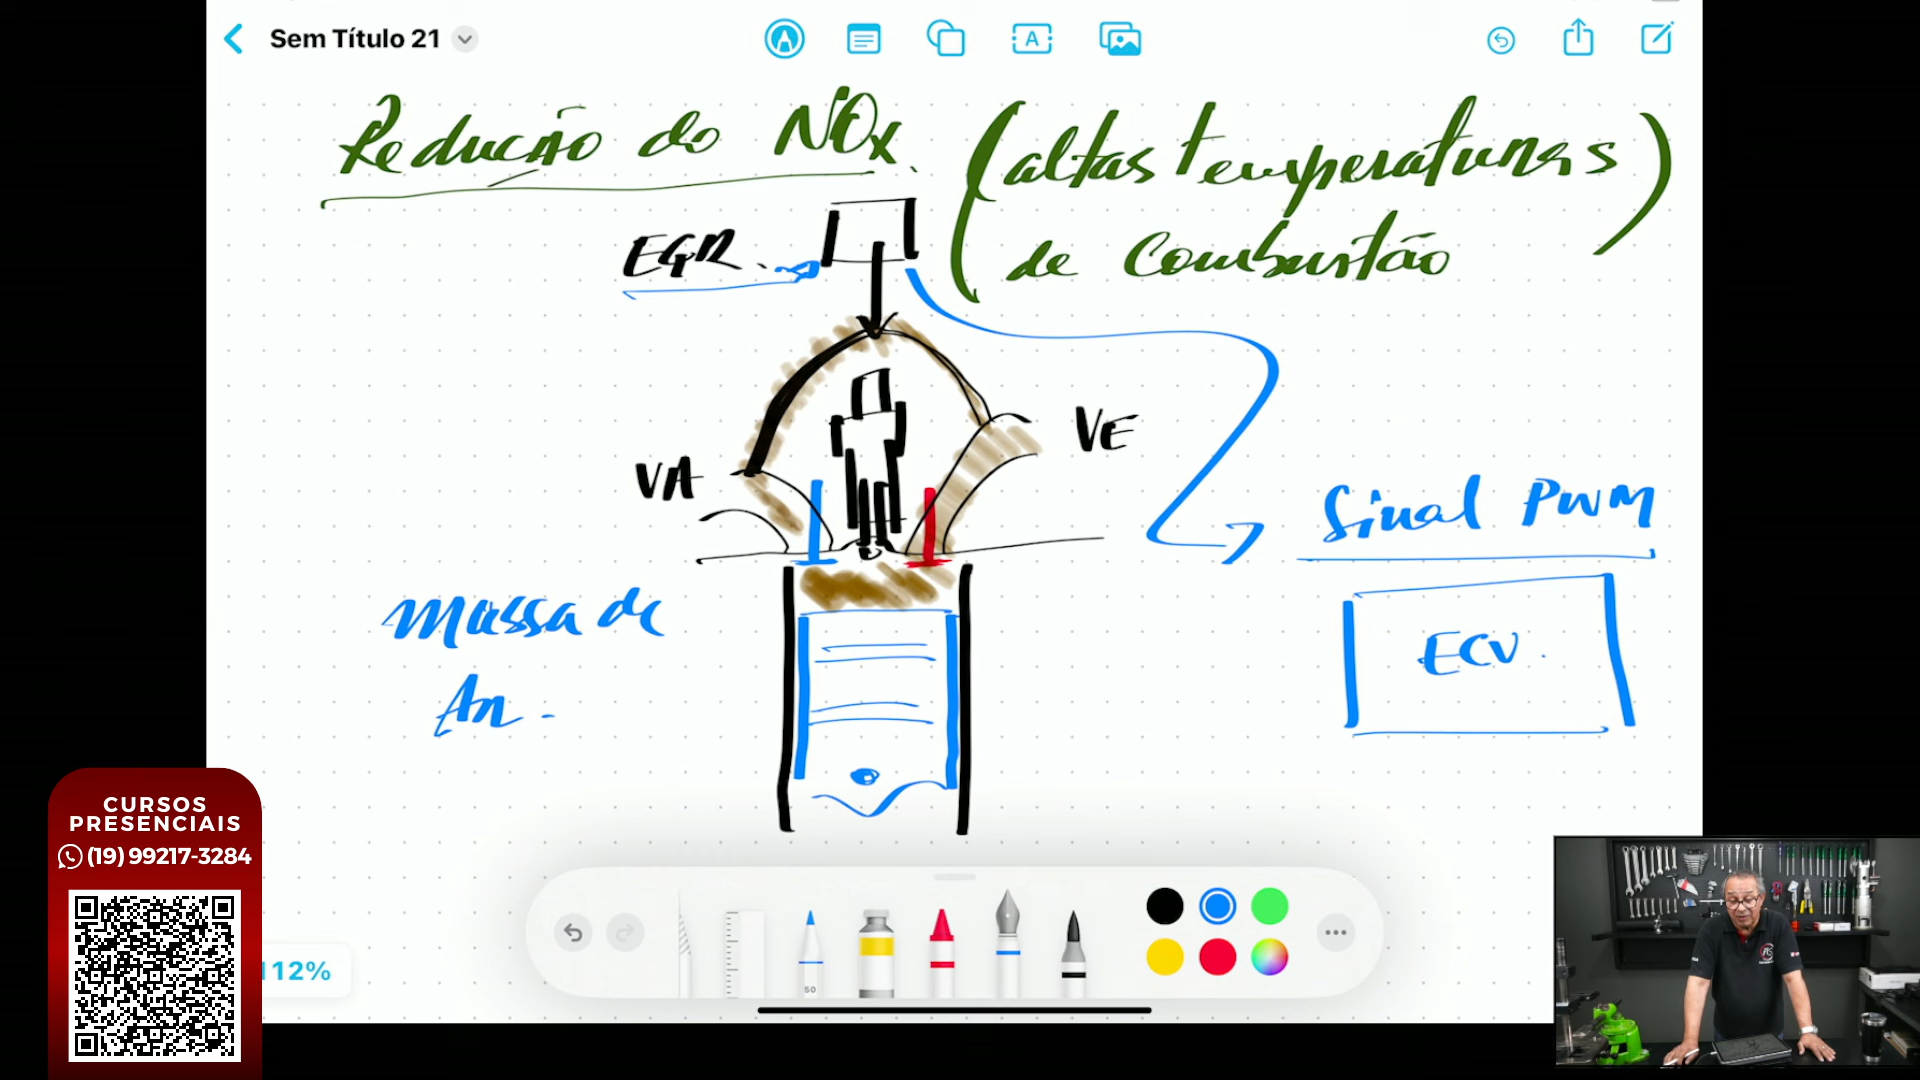 Sem Título 21
A
Redução do NOx. (altas temperaturas)
de Combustão
EGR.
VE
VA
Sinal PWM
Massa de
Ar.
ECU.
CURSOS
PRESENCIAIS
(19) 99217-3284
112%
50